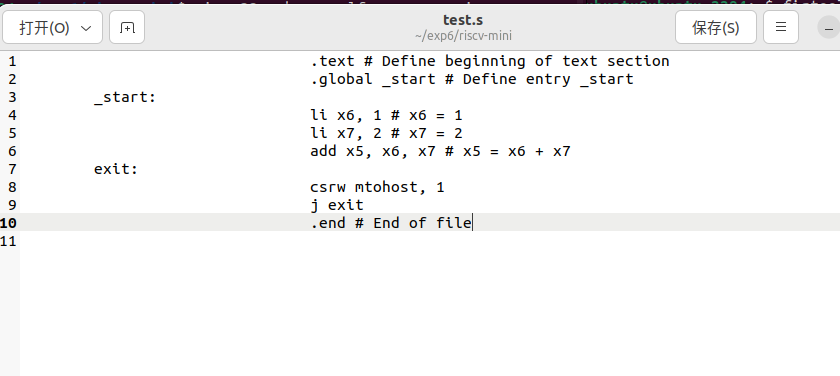 打开(O)
test.s
~/exp6/riscv-mini
保存(S)
1 .text # Define beginning of text section
2 .global _start # Define entry _start
3 _start:
4 li x6, 1 # x6 = 1
5 li x7, 2 # x7 = 2
6 add x5, x6, x7 # x5 = x6 + x7
7 exit:
8 csrw mtohost, 1
9 j exit
10 .end # End of file
11